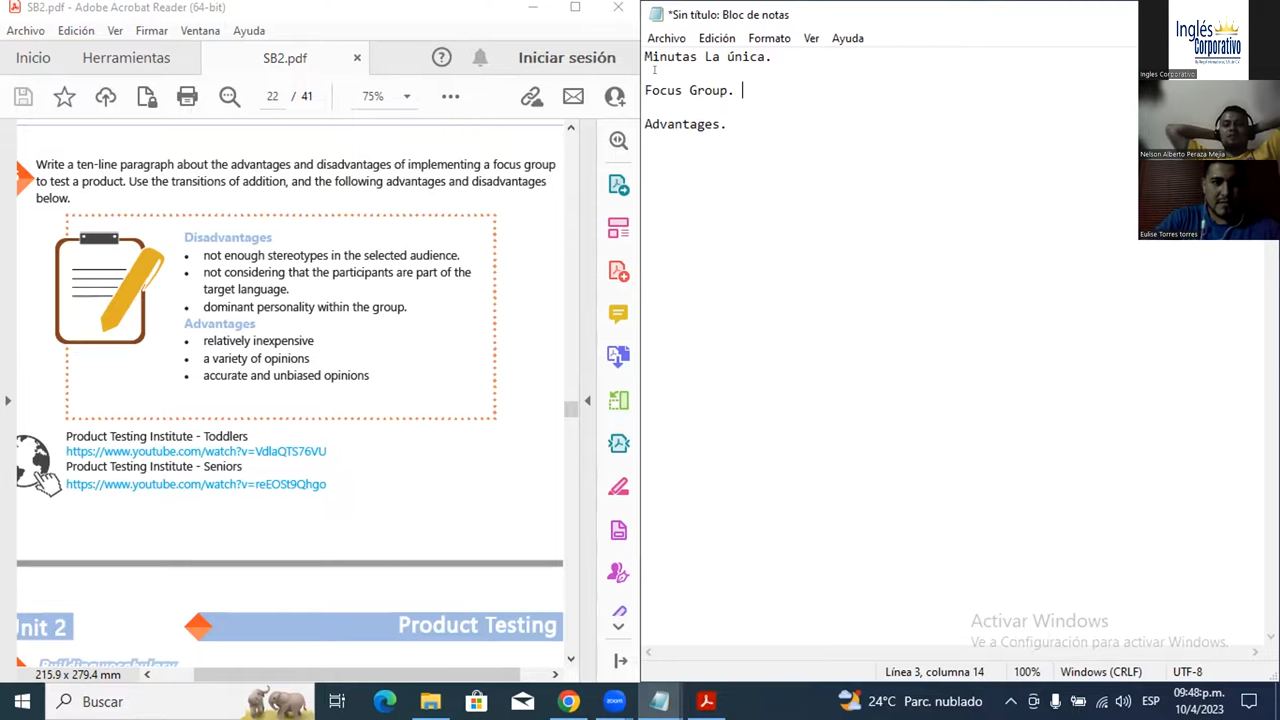 SB2.pdf - Adobe Acrobat Reader (64-bit)
Archivo Edición Ver Firmar Ventana Ayuda
Inicio Herramientas SB2.pdf Iniciar sesión
22 / 41 75%
Write a ten-line paragraph about the advantages and disadvantages of implementing a focus group
to test a product. Use the transitions of addition, and the following advantages and disadvantages
below.
Disadvantages
• not enough stereotypes in the selected audience.
• not considering that the participants are part of the
target language.
• dominant personality within the group.
Advantages
• relatively inexpensive
• a variety of opinions
• accurate and unbiased opinions
Product Testing Institute - Toddlers
https://www.youtube.com/watch?v=VdlaQTS76VU
Product Testing Institute - Seniors
https://www.youtube.com/watch?v=reEOSt9Qhgo
Unit 2 Product Testing
Building vocabulary
215.9 x 279.4 mm
*Sin título: Bloc de notas
Archivo Edición Formato Ver Ayuda
Minutas La única.
Focus Group.
Advantages.
Activar Windows
Ve a Configuración para activar Windows.
Línea 3, columna 14 100% Windows (CRLF) UTF-8
Inglés
Corporativo
Ingles Corporativo
Nelson Alberto Peraza Mejia
Eulise Torres torres
Buscar
zoom
24°C Parc. nublado
ESP
09:48 p.m.
10/4/2023